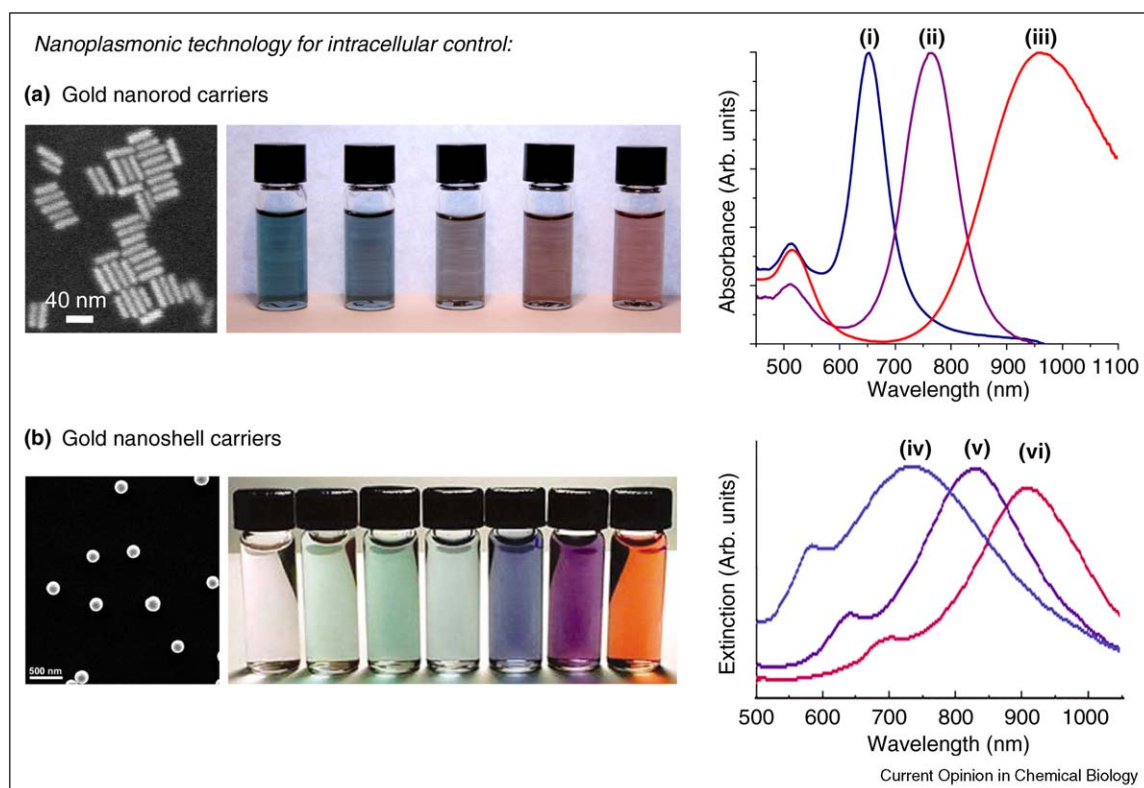 Nanoplasmonic technology for intracellular control:
(a) Gold nanorod carriers
40 nm
(i) (ii) (iii)
Absorbance (Arb. units)
500 600 700 800 900 1000 1100
Wavelength (nm)
(b) Gold nanoshell carriers
500 nm
(iv) (v) (vi)
Extinction (Arb. units)
500 600 700 800 900 1000
Wavelength (nm)
Current Opinion in Chemical Biology